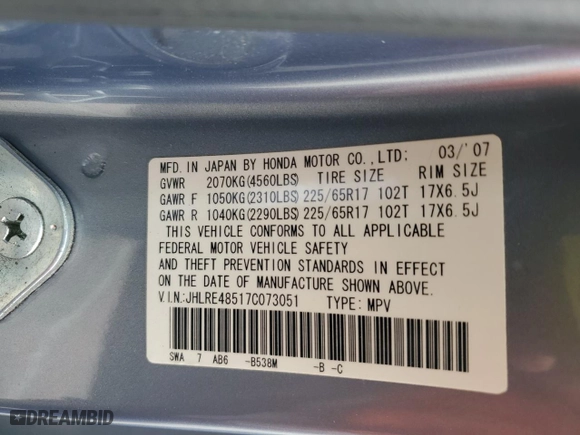 MFD. IN JAPAN BY HONDA MOTOR CO.,LTD: 03/'07
GVWR 2070KG(4560LBS) TIRE SIZE RIM SIZE
GAWR F 1050KG(2310LBS) 225/65R17 102T 17X6.5J
GAWR R 1040KG(2290LBS) 225/65R17 102T 17X6.5J
THIS VEHICLE CONFORMS TO ALL APPLICABLE
FEDERAL MOTOR VEHICLE SAFETY
AND THEFT PREVENTION STANDARDS IN EFFECT
ON THE DATE OF MANUFACTURE SHOWN ABOVE.
V.I.N:JHLRE48517C073051 TYPE: MPV
SWA 7 AB6 -B538M -B -C
DREAMBID